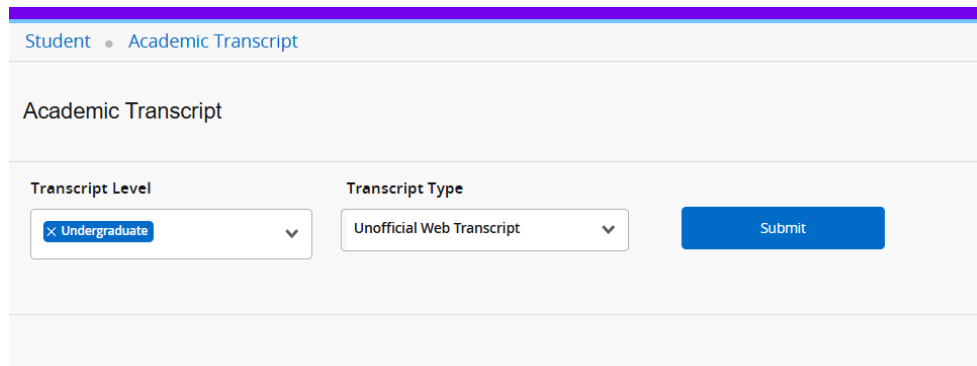 Student • Academic Transcript
Academic Transcript
Transcript Level Transcript Type
× Undergraduate Unofficial Web Transcript Submit